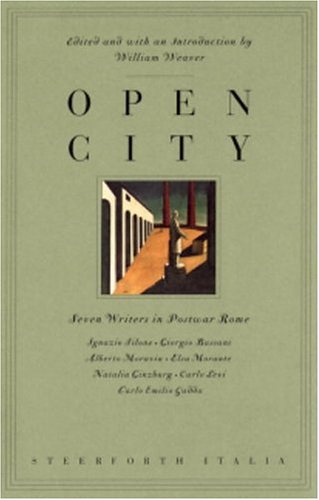 Edited and with an Introduction by
William Weaver
OPEN
CITY
Seven Writers in Postwar Rome
Ignazio Silone • Giorgio Bassani
Alberto Moravia • Elsa Morante
Natalia Ginzburg • Carlo Levi
Carlo Emilio Gadda
STEERFORTH ITALIA